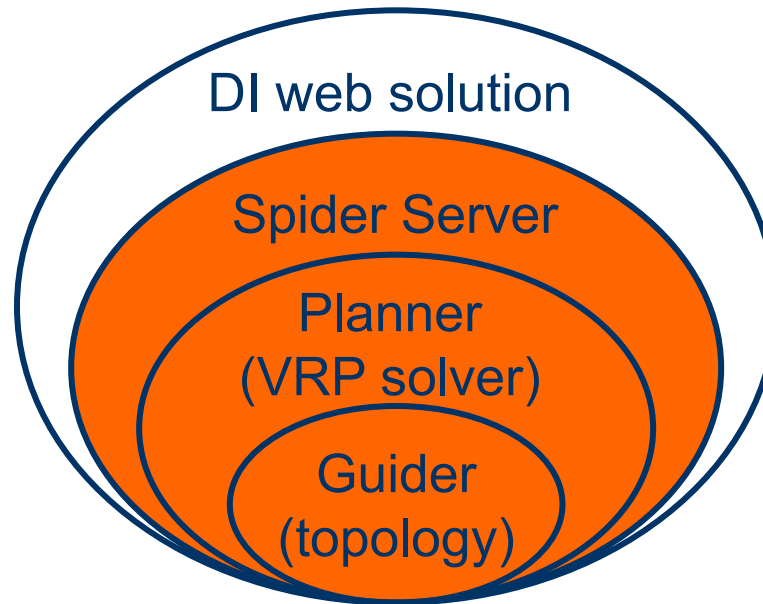 DI web solution
Spider Server
Planner
(VRP solver)
Guider
(topology)